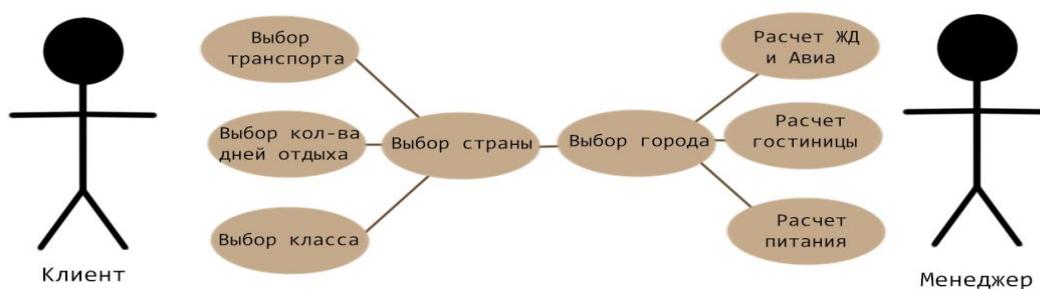 Выбор
транспорта
Выбор кол-ва
дней отдыха
Выбор класса
Выбор страны
Выбор города
Расчет ЖД
и Авиа
Расчет
гостиницы
Расчет
питания
Клиент
Менеджер